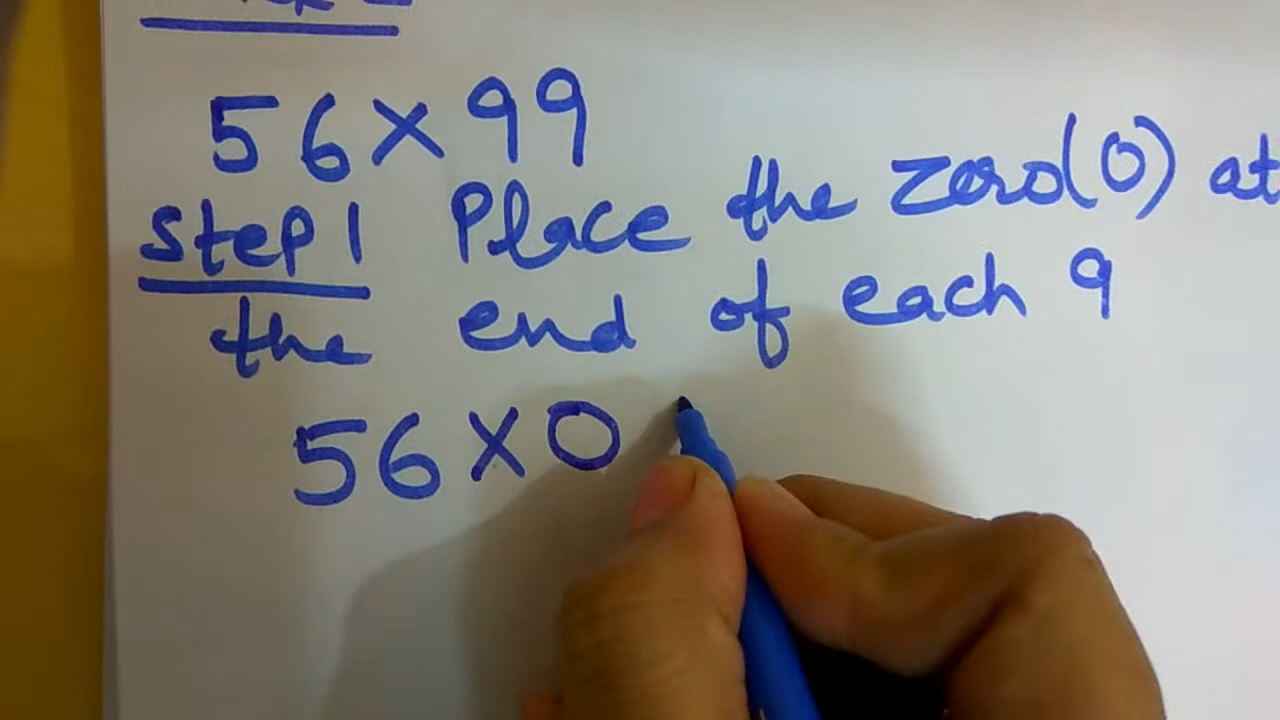 56×99
Step 1 Place the zero(0) at
the end of each 9
56×0